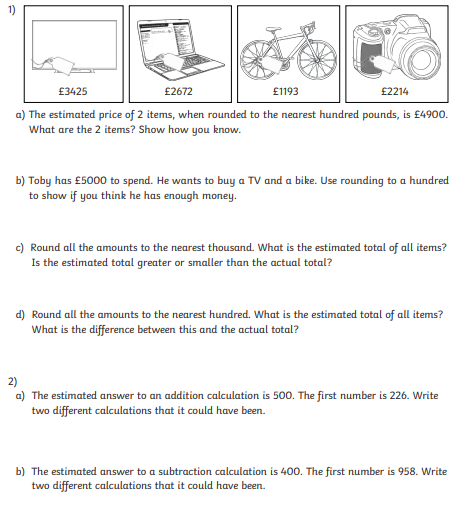 1)
£3425
£2672
£1193
£2214
a) The estimated price of 2 items, when rounded to the nearest hundred pounds, is £4900.
What are the 2 items? Show how you know.
b) Toby has £5000 to spend. He wants to buy a TV and a bike. Use rounding to a hundred
to show if you think he has enough money.
c) Round all the amounts to the nearest thousand. What is the estimated total of all items?
Is the estimated total greater or smaller than the actual total?
d) Round all the amounts to the nearest hundred. What is the estimated total of all items?
What is the difference between this and the actual total?
2)
a) The estimated answer to an addition calculation is 500. The first number is 226. Write
two different calculations that it could have been.
b) The estimated answer to a subtraction calculation is 400. The first number is 958. Write
two different calculations that it could have been.